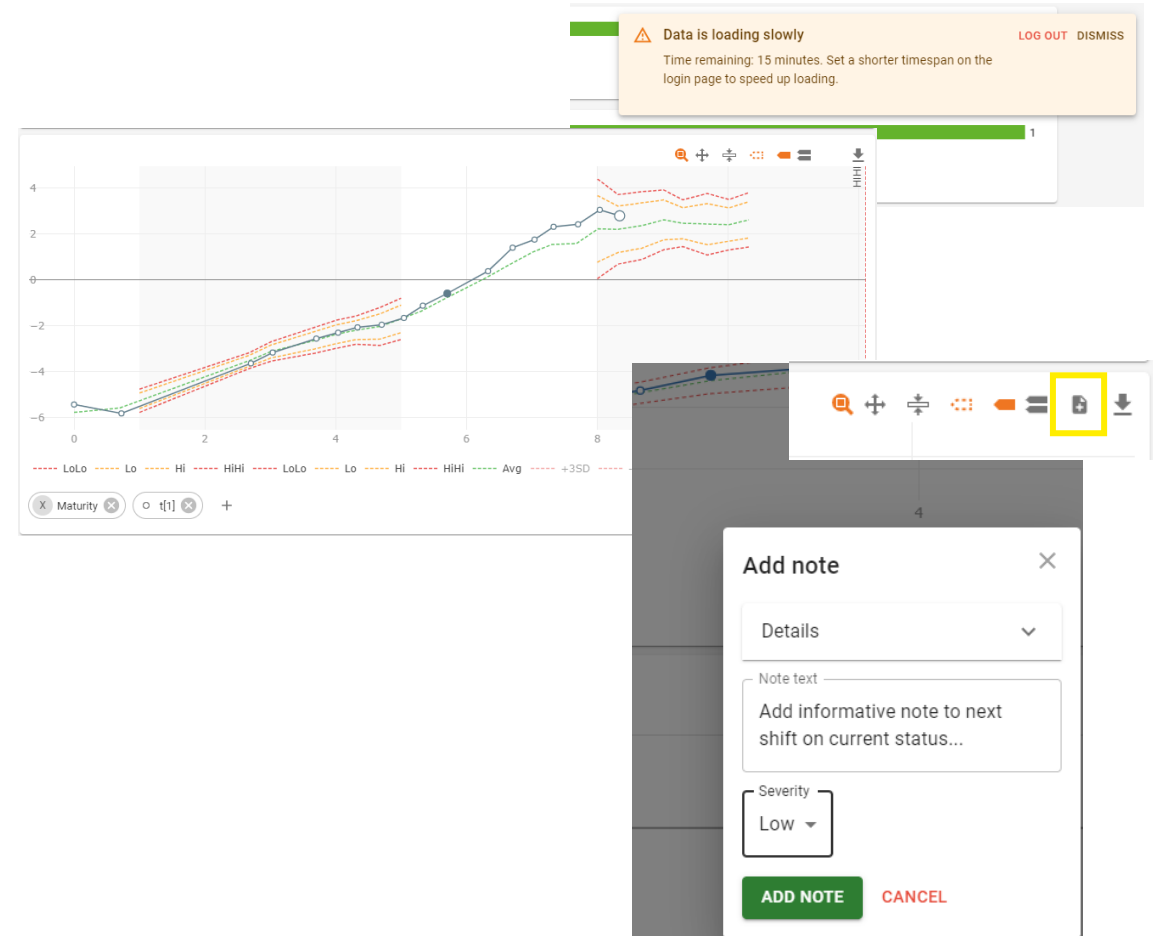 Data is loading slowly
LOG OUT DISMISS
Time remaining: 15 minutes. Set a shorter timespan on the
login page to speed up loading.
1
4
2
0
−2
−4
−6
0 2 4 6 8
HiHi
LoLo Lo Hi HiHi LoLo Lo Hi HiHi Avg +3SD
X Maturity t[1] +
4
Add note
Details
Note text
Add informative note to next
shift on current status...
Severity
Low
ADD NOTE CANCEL